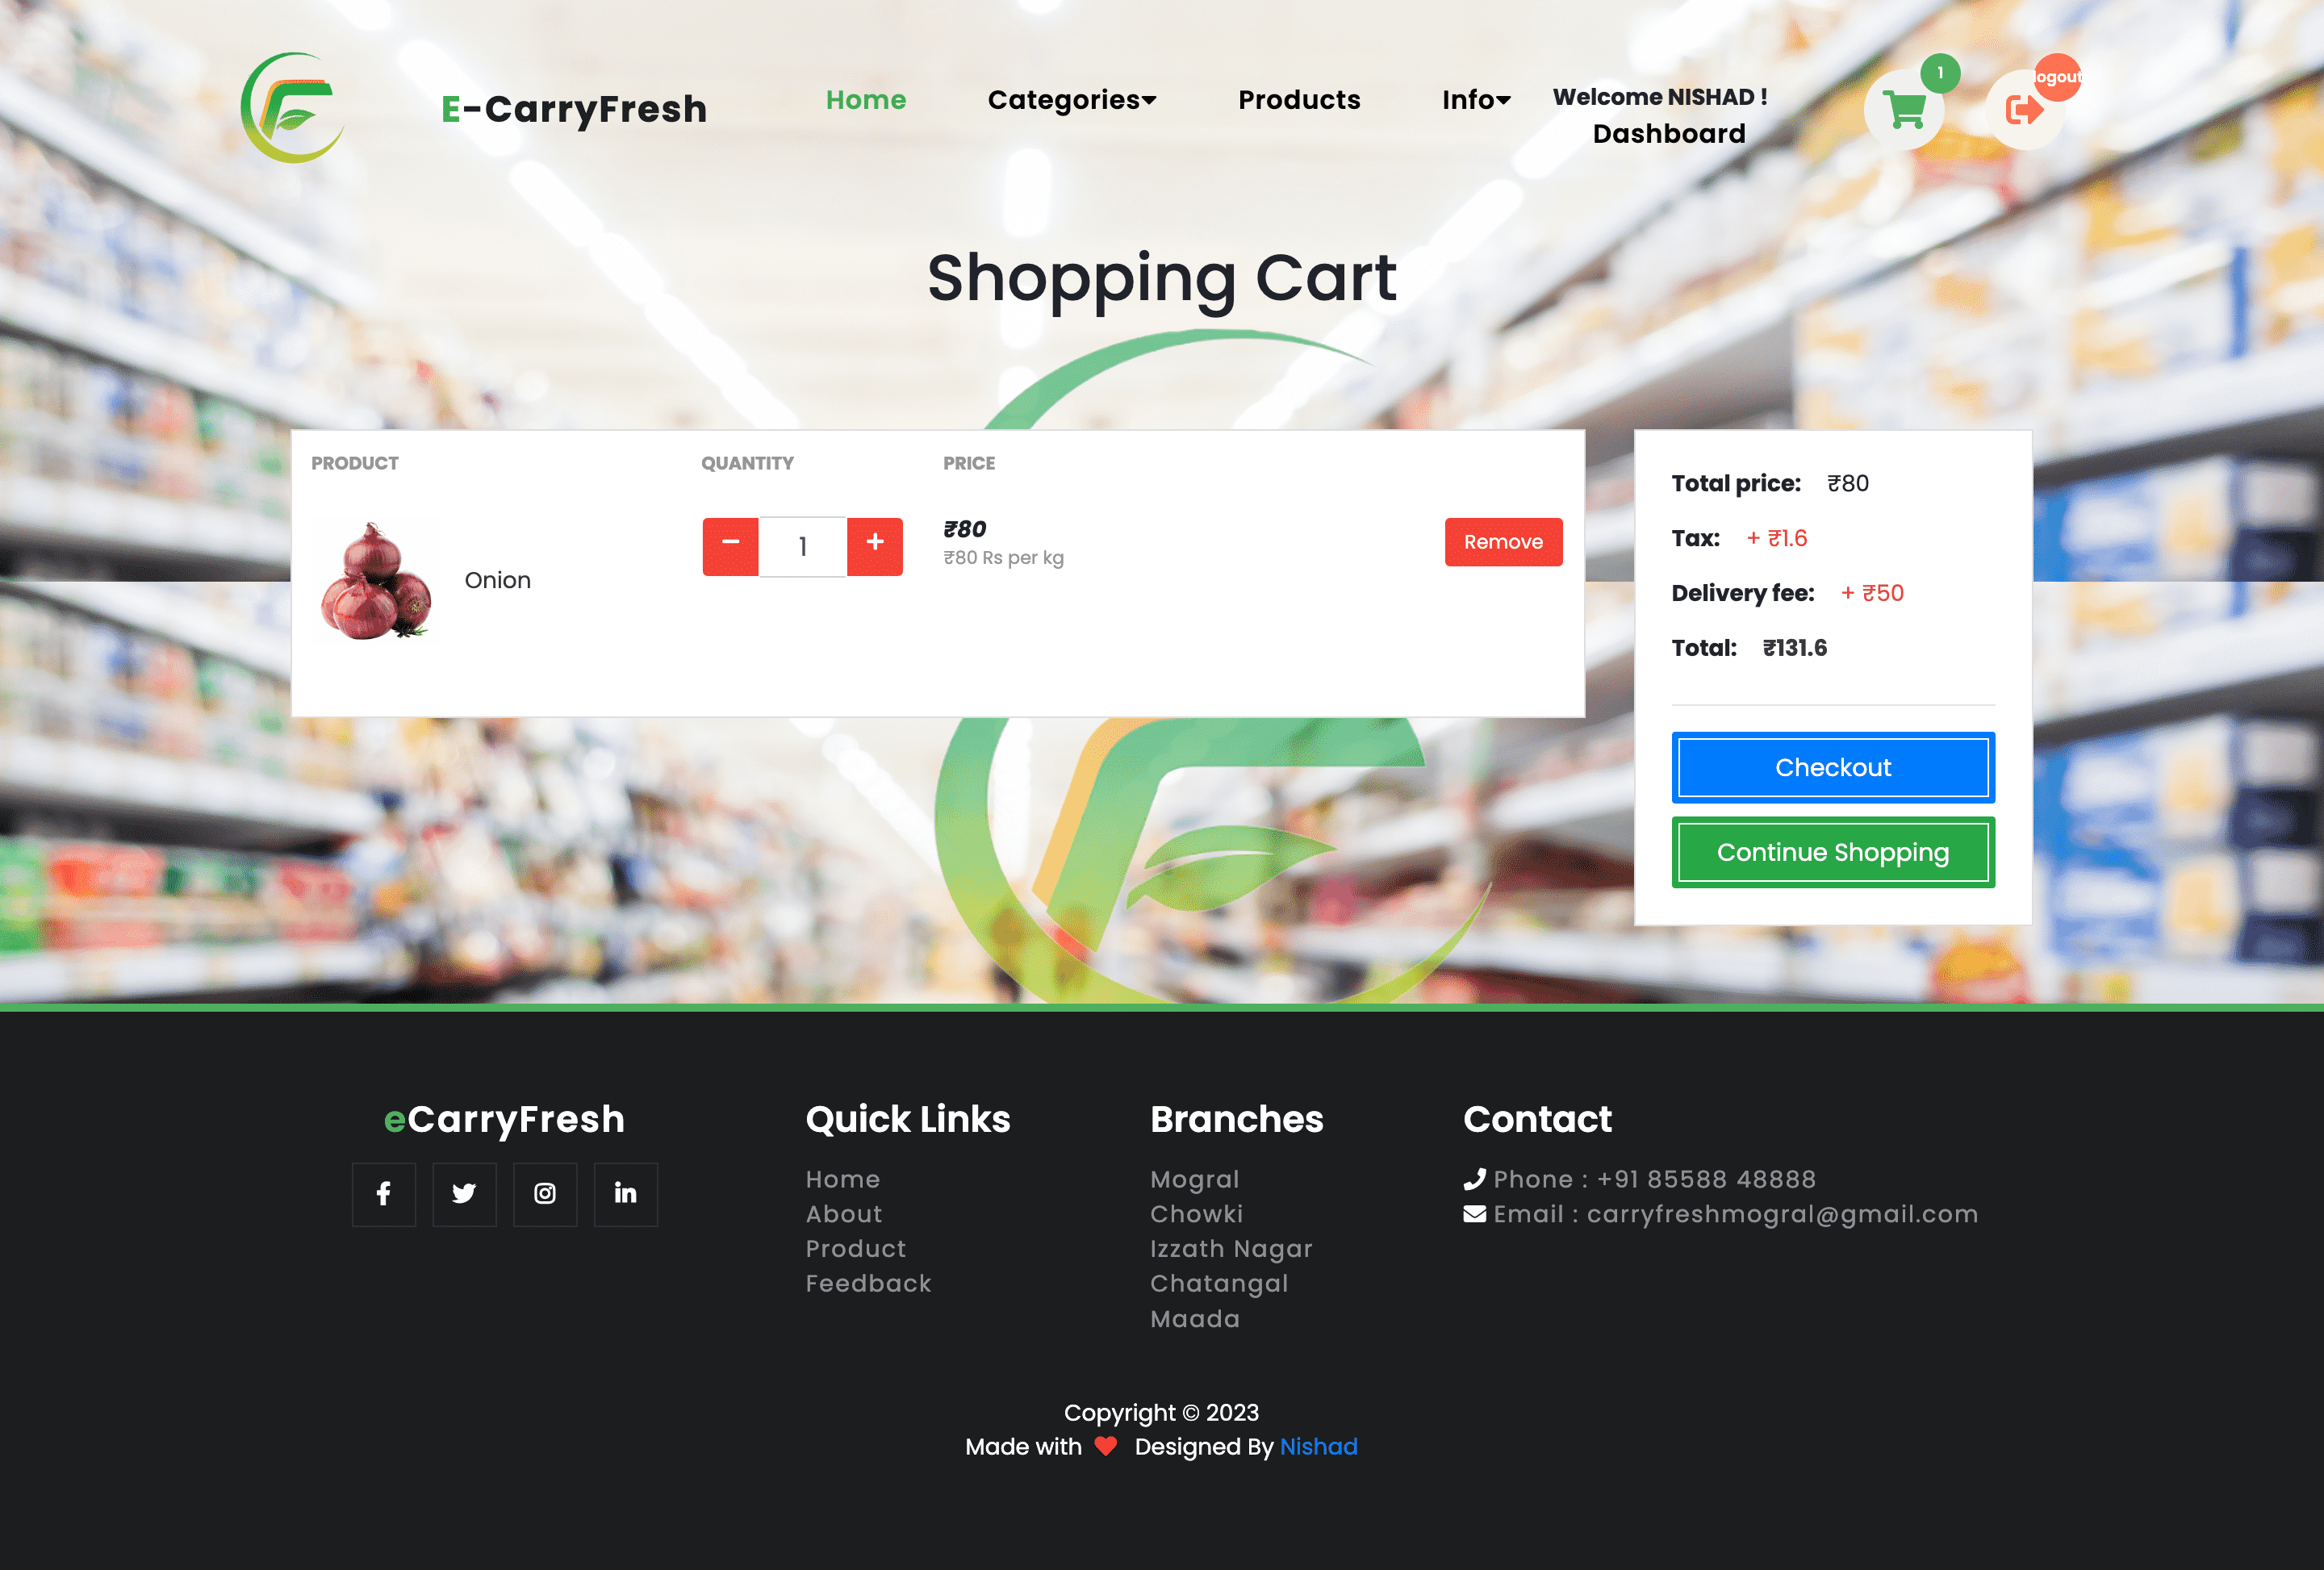 E-CarryFresh
Home
Categories
Products
Info
Welcome NISHAD !
Dashboard
1
logout
Shopping Cart
PRODUCT QUANTITY PRICE
Onion
1
₹80
₹80 Rs per kg
Remove
Total price: ₹80
Tax: + ₹1.6
Delivery fee: + ₹50
Total: ₹131.6
Checkout
Continue Shopping
eCarryFresh
Quick Links
Home
About
Product
Feedback
Branches
Mogral
Chowki
Izzath Nagar
Chatangal
Maada
Contact
Phone : +91 85588 48888
Email : carryfreshmogral@gmail.com
Copyright © 2023
Made with Designed By Nishad